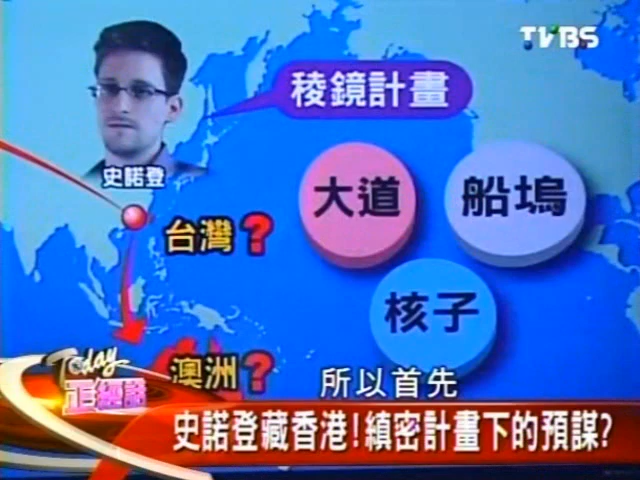 TVBS
稜鏡計畫
史諾登
大道
船塢
台灣?
核子
澳洲?
Today
正經話
所以首先
史諾登藏香港!縝密計畫下的預謀?